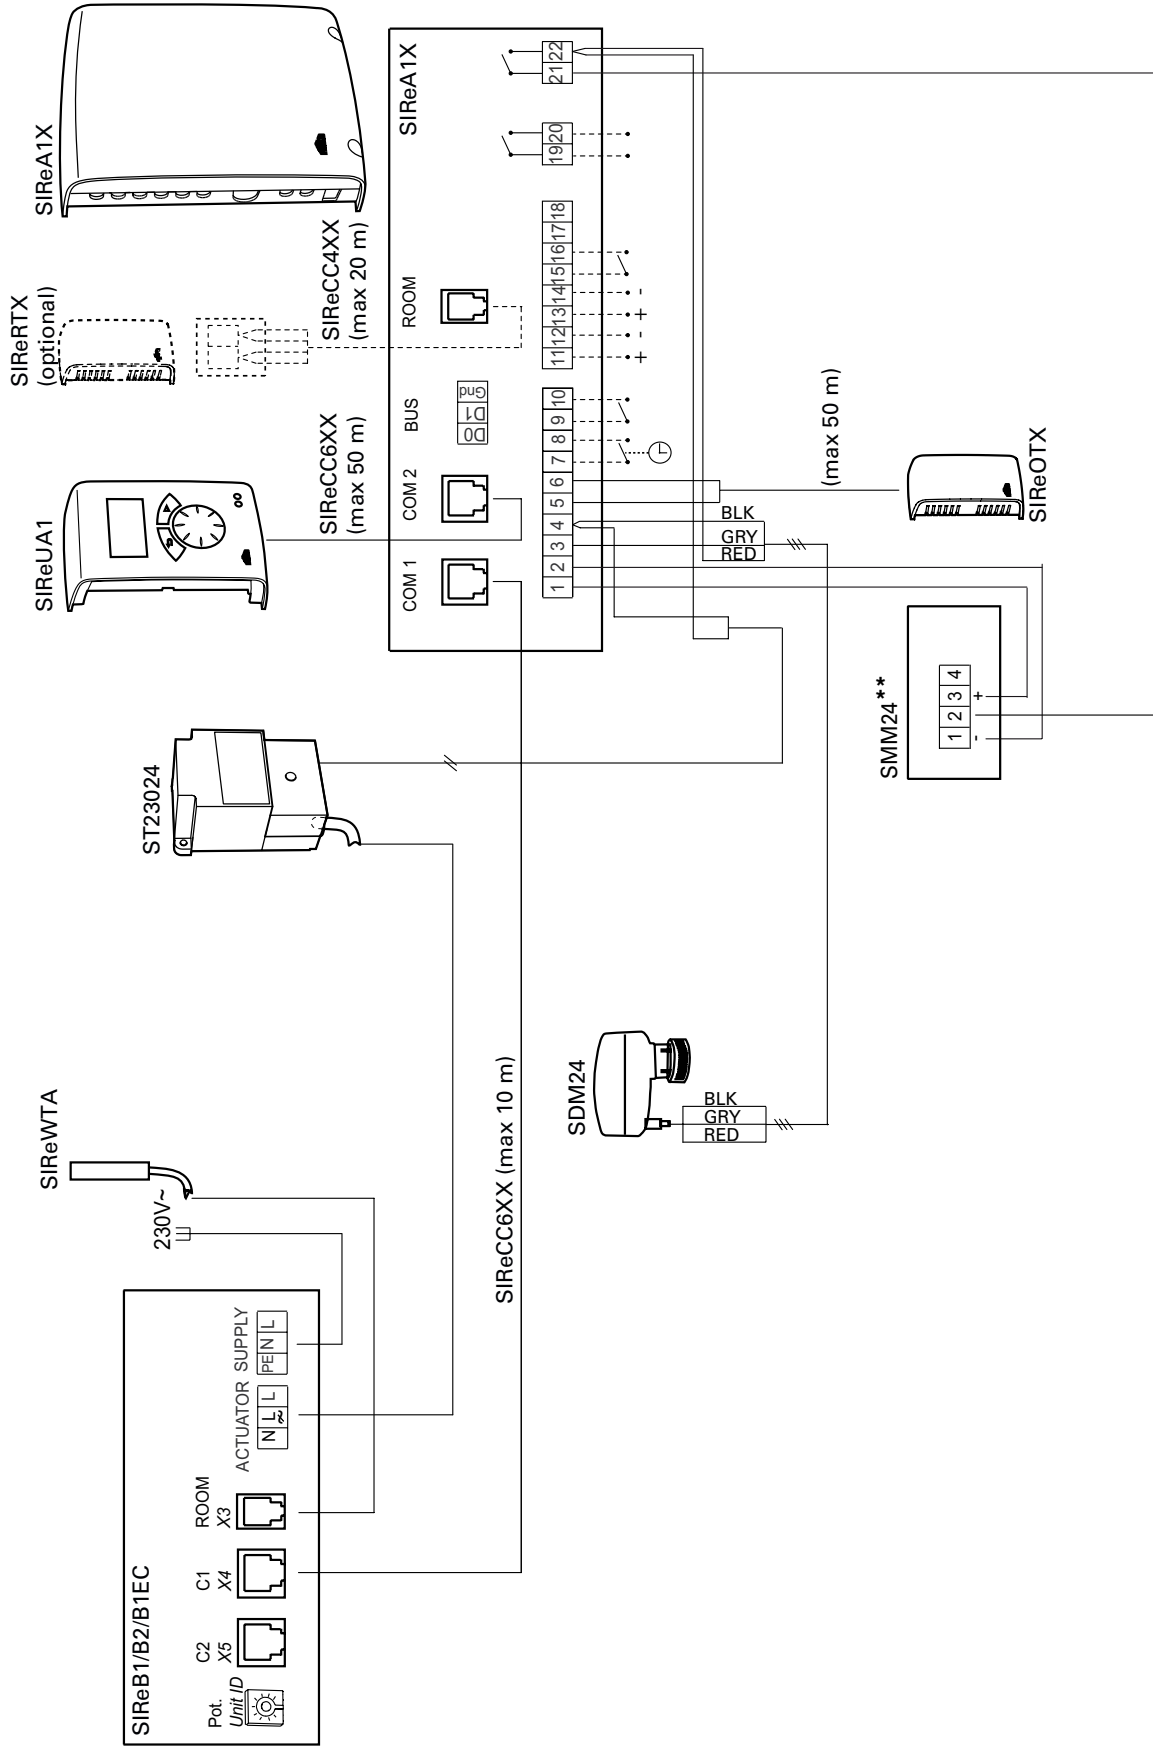 SIReB1/B2/B1EC
Pot.
Unit ID
C2
X5
C1
X4
ROOM
X3
ACTUATOR
N L L
SUPPLY
PE N L
230V~
SIReWTA
ST23024
SIReCC6XX (max 10 m)
SDM24
BLK
GRY
RED
SIReUA1
SIReCC6XX
(max 50 m)
SIReRTX
(optional)
SIReCC4XX
(max 20 m)
SIReA1X
SIReA1X
COM 1
COM 2
BUS
D0 D1 Gnd
ROOM
1 2 3 4 5 6 7 8 9 10
11 12 13 14 15 16 17 18
19 20
21 22
+ - + -
BLK
GRY
RED
(max 50 m)
SIReOTX
SMM24**
1 2 3 4
- +